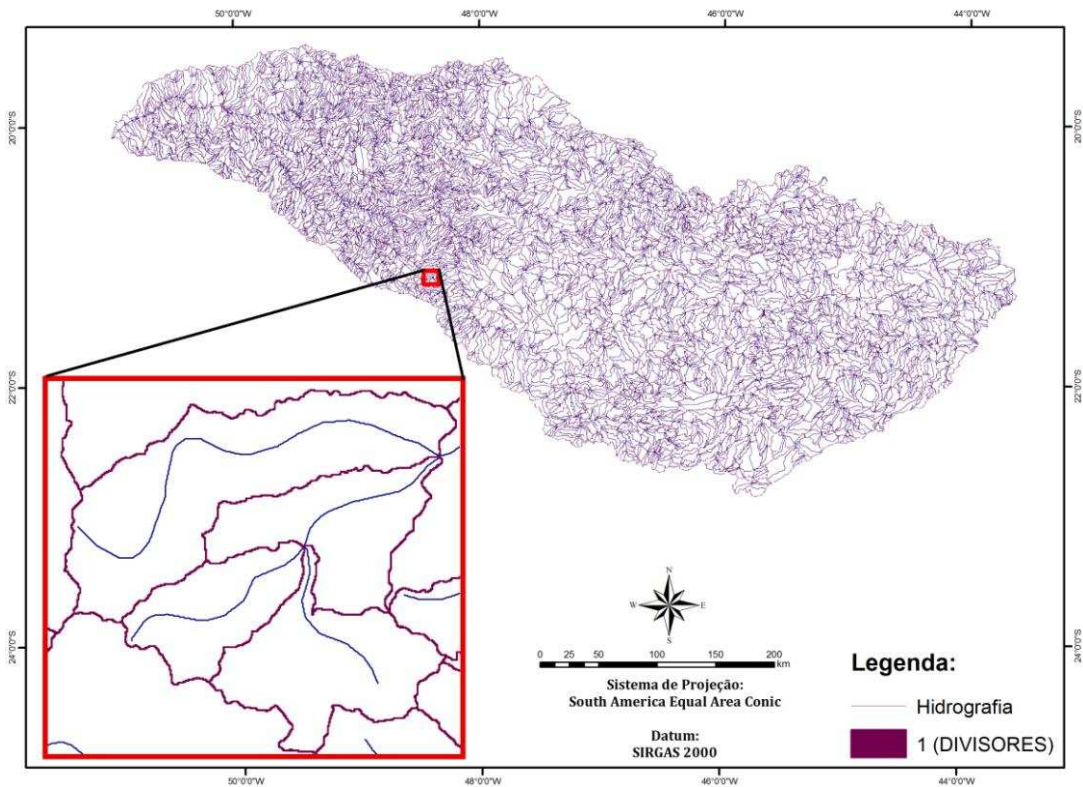 50°0'0"W
48°0'0"W
46°0'0"W
44°0'0"W
20°0'0"S
20°0'0"S
22°0'0"S
22°0'0"S
24°0'0"S
24°0'0"S
N
W
E
S
0 25 50 100 150 200
km
Sistema de Projeção:
South America Equal Area Conic
Datum:
SIRGAS 2000
Legenda:
Hidrografia
1 (DIVISORES)
50°0'0"W
48°0'0"W
46°0'0"W
44°0'0"W